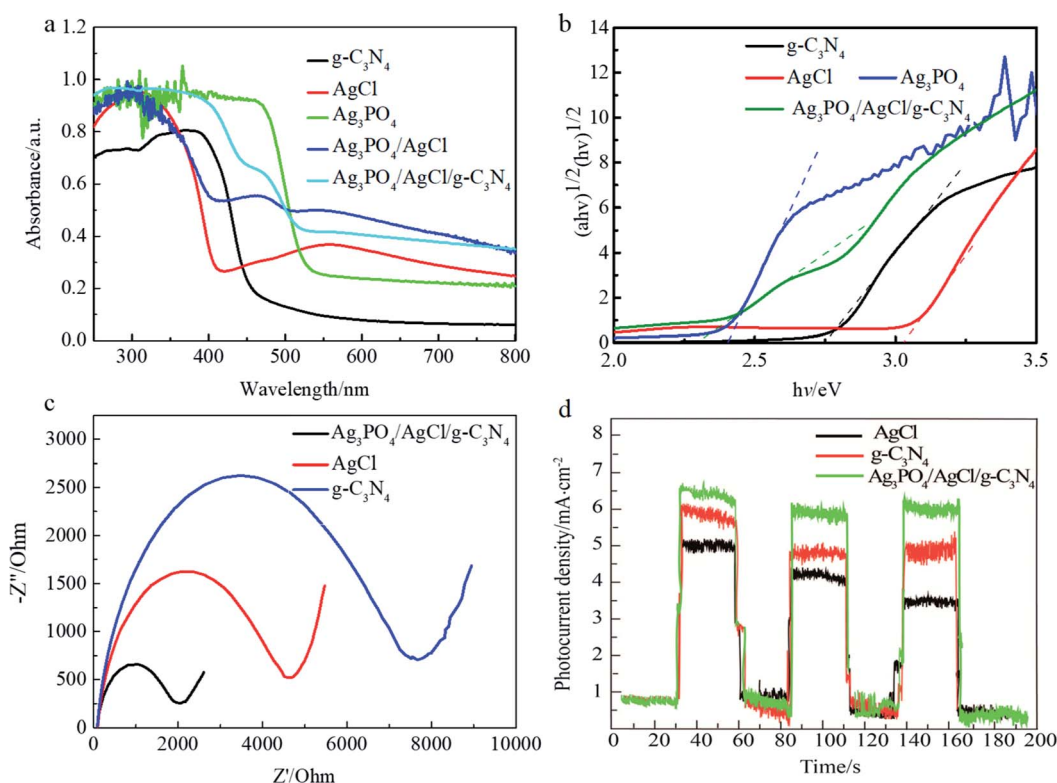 a
g-C₃N₄
AgCl
Ag₃PO₄
Ag₃PO₄/AgCl
Ag₃PO₄/AgCl/g-C₃N₄
Absorbance/a.u.
1.0
0.8
0.6
0.4
0.2
0.0
300 400 500 600 700 800
Wavelength/nm
b
g-C₃N₄
AgCl
Ag₃PO₄
Ag₃PO₄/AgCl/g-C₃N₄
(ahv)^1/2(hv)^1/2
14
12
10
8
6
4
2
0
2.0 2.5 3.0 3.5
hv/eV
c
Ag₃PO₄/AgCl/g-C₃N₄
AgCl
g-C₃N₄
-Z''/Ohm
3000
2500
2000
1500
1000
500
0
0 2000 4000 6000 8000 10000
Z'/Ohm
d
AgCl
g-C₃N₄
Ag₃PO₄/AgCl/g-C₃N₄
Photocurrent density/mA·cm⁻²
8
7
6
5
4
3
2
1
0 20 40 60 80 100 120 140 160 180 200
Time/s